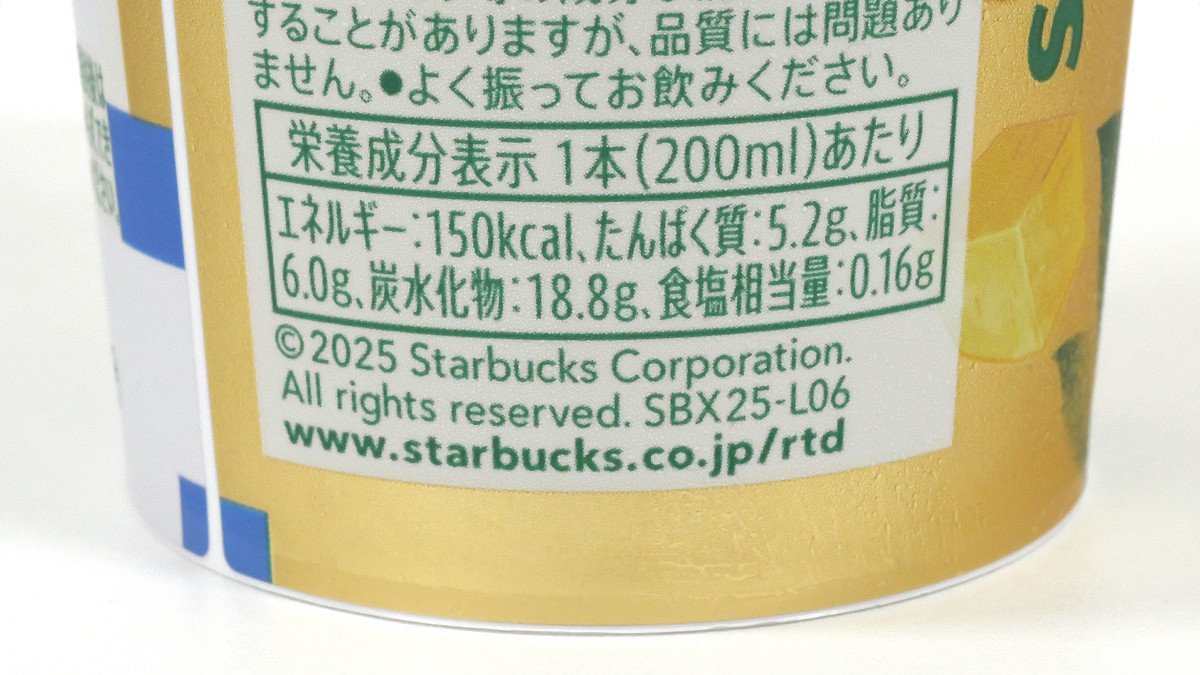 することがありますが、品質には問題あり
ません。●よく振ってお飲みください。
栄養成分表示 1本(200ml)あたり
エネルギー:150kcal、たんぱく質:5.2g、脂質:
6.0g、炭水化物:18.8g、食塩相当量:0.16g
©2025 Starbucks Corporation.
All rights reserved. SBX25-L06
www.starbucks.co.jp/rtd
S